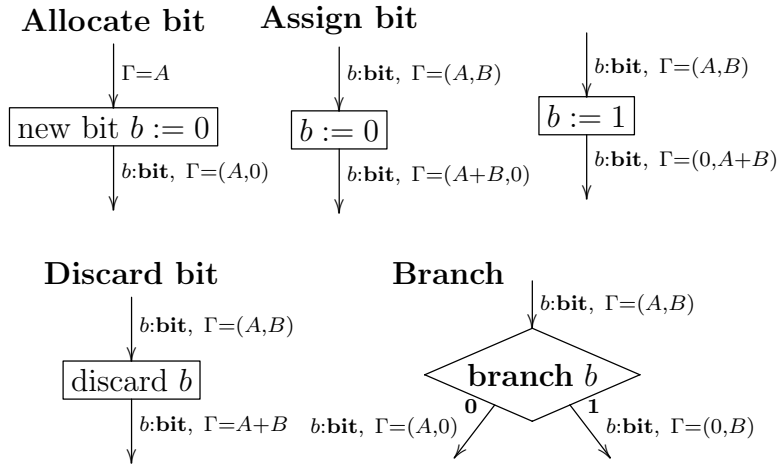 Allocate bit
Γ=A
new bit b := 0
b:bit, Γ=(A,0)
Assign bit
b:bit, Γ=(A,B)
b := 0
b:bit, Γ=(A+B,0)
b:bit, Γ=(A,B)
b := 1
b:bit, Γ=(0,A+B)
Discard bit
b:bit, Γ=(A,B)
discard b
b:bit, Γ=A+B
Branch
b:bit, Γ=(A,B)
branch b
0
1
b:bit, Γ=(A,0)
b:bit, Γ=(0,B)